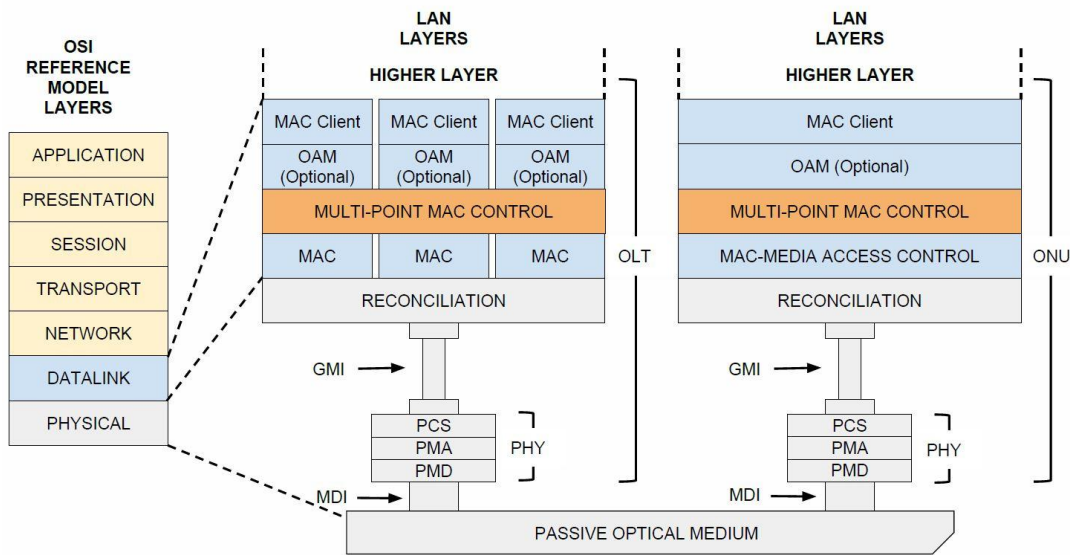 OSI
REFERENCE
MODEL
LAYERS
APPLICATION
PRESENTATION
SESSION
TRANSPORT
NETWORK
DATALINK
PHYSICAL
LAN
LAYERS
HIGHER LAYER
MAC Client
MAC Client
MAC Client
OAM
(Optional)
OAM
(Optional)
OAM
(Optional)
MULTI-POINT MAC CONTROL
MAC
MAC
MAC
RECONCILIATION
OLT
GMI
PCS
PMA
PMD
PHY
MDI
LAN
LAYERS
HIGHER LAYER
MAC Client
OAM (Optional)
MULTI-POINT MAC CONTROL
MAC-MEDIA ACCESS CONTROL
RECONCILIATION
ONU
GMI
PCS
PMA
PMD
PHY
MDI
PASSIVE OPTICAL MEDIUM